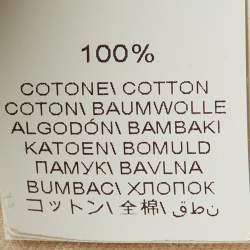 100%
COTONE\ COTTON
COTON\ BAUMWOLLE
ALGODÓN\ BAMBAKI
KATOEN\ BOMULD
ПАМУК\ BAVLNA
BUMBAC\ ХЛОПОК
コットン\ 全棉\ نطق